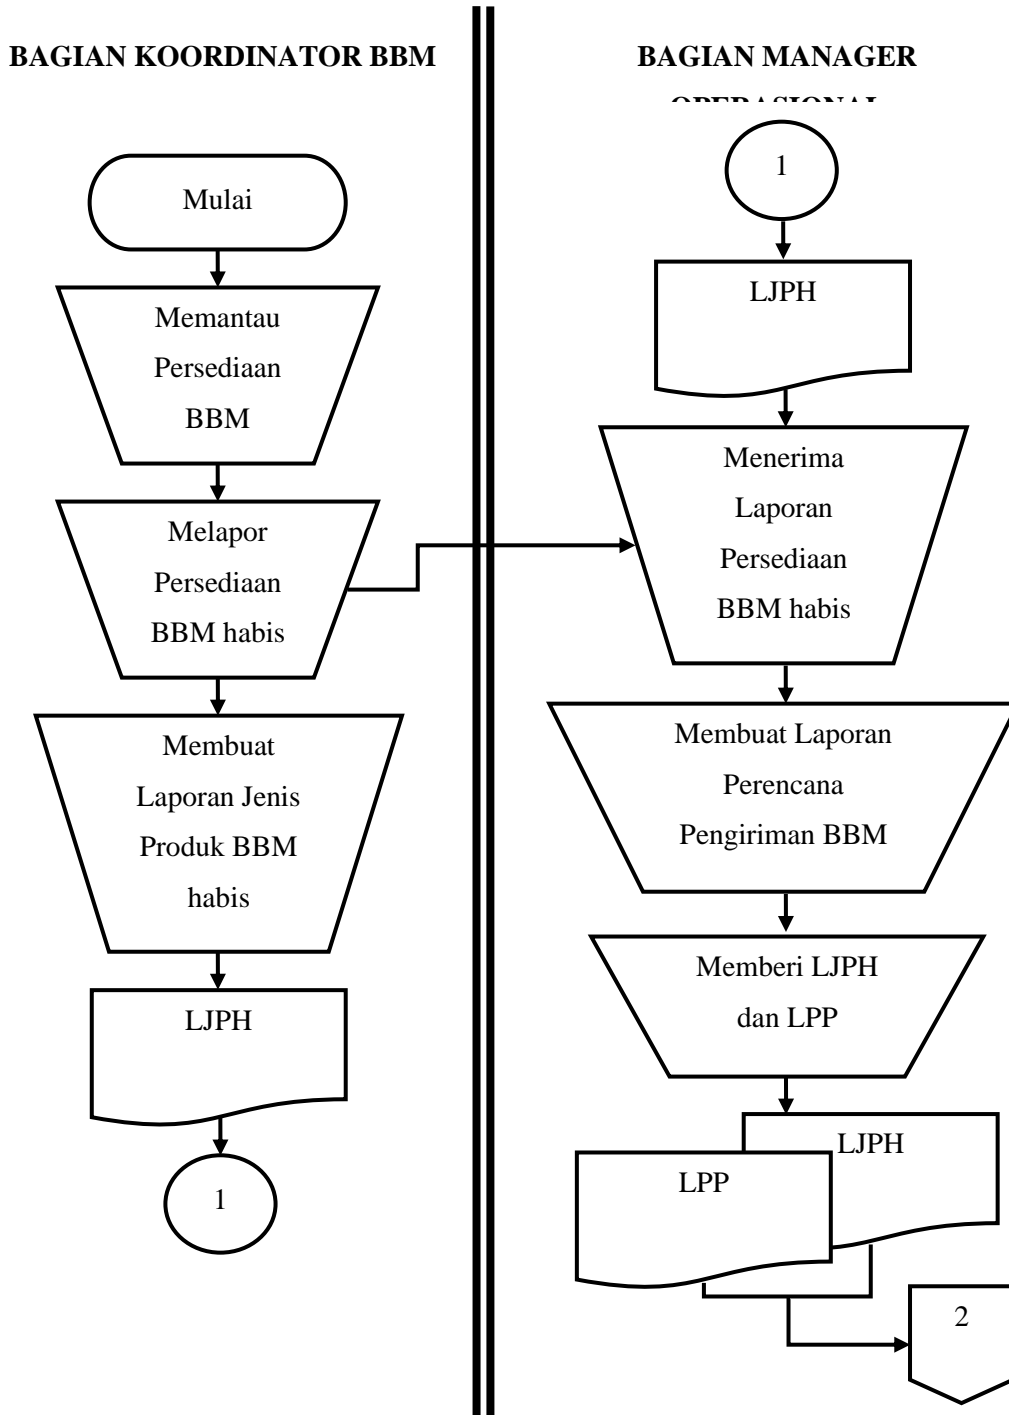 BAGIAN KOORDINATOR BBM
Mulai
Memantau
Persediaan
BBM
Melapor
Persediaan
BBM habis
Membuat
Laporan Jenis
Produk BBM
habis
LJPH
1
BAGIAN MANAGER
OPERASIONAL
1
LJPH
Menerima
Laporan
Persediaan
BBM habis
Membuat Laporan
Perencana
Pengiriman BBM
Memberi LJPH
dan LPP
LJPH
LPP
2